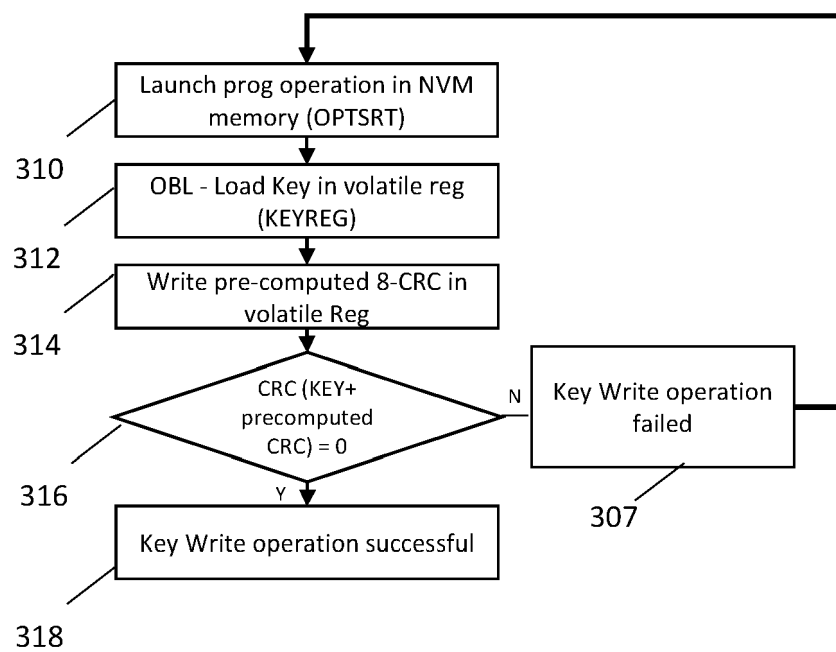 Launch prog operation in NVM
memory (OPTSRT)
310
OBL - Load Key in volatile reg
(KEYREG)
312
Write pre-computed 8-CRC in
volatile Reg
314
CRC (KEY+
precomputed
CRC) = 0
316
N
Key Write operation
failed
307
Y
Key Write operation successful
318